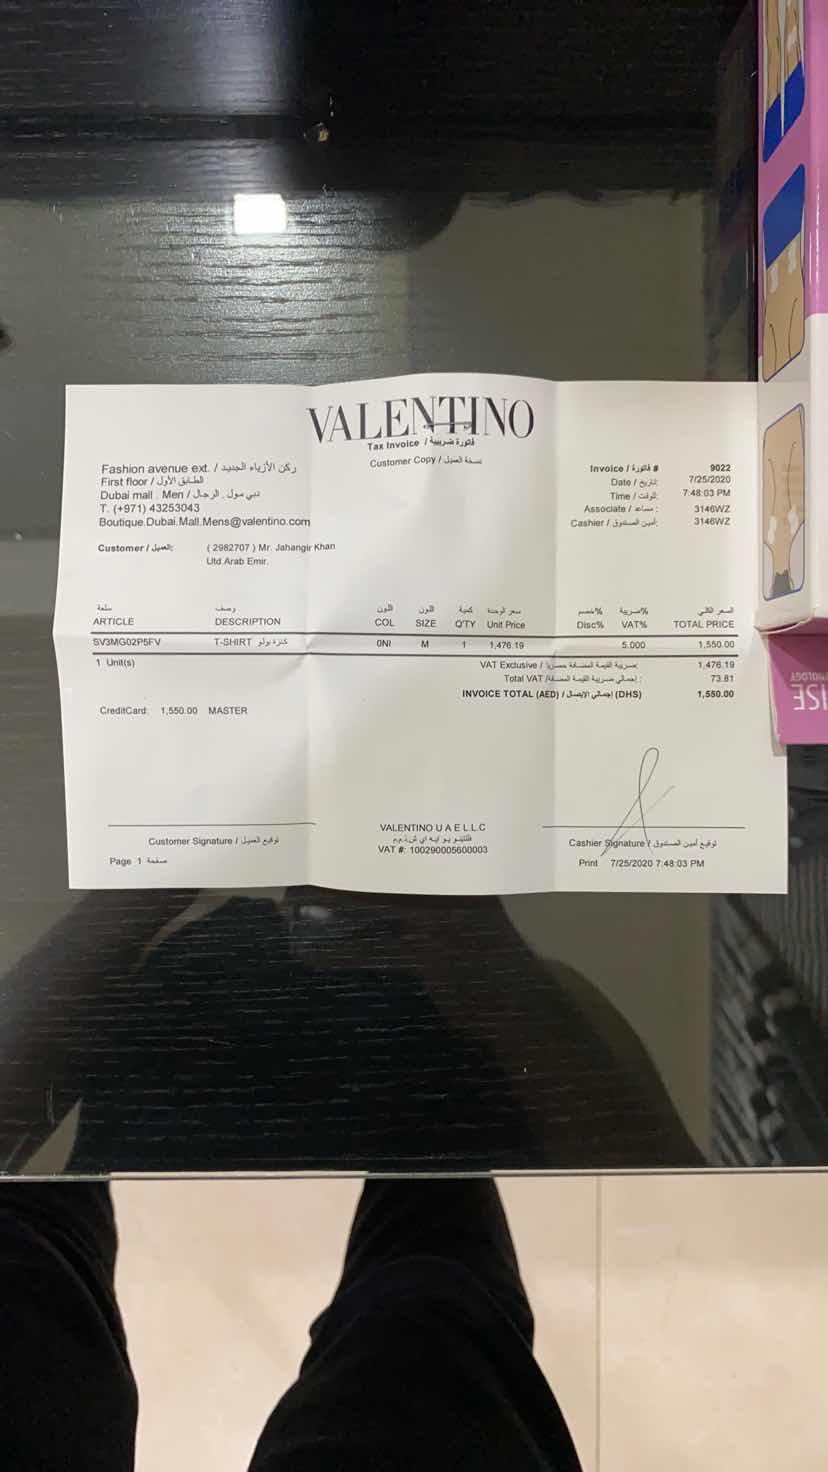 VALENTINO
Tax Invoice / فاتورة ضريبية
Customer Copy / نسخة العميل
Fashion avenue ext. / ركن الأزياء الجديد
First floor / الطابق الأول
Dubai mall . Men / دبي مول . الرجال
T. (+971) 43253043
Boutique.Dubai.Mall.Mens@valentino.com
Invoice / فاتورة # 9022
Date / تاريخ: 7/25/2020
Time / الوقت: 7:48:03 PM
Associate / مساعد : 3146WZ
Cashier / أمين الصندوق: 3146WZ
Customer / العميل: ( 2982707 ) Mr. Jahangir Khan
Utd.Arab Emir.
سلعة وصف اللون اللون كمية سعر الوحدة خصم% ضريبة% السعر الكلي
ARTICLE DESCRIPTION COL SIZE Q'TY Unit Price Disc% VAT% TOTAL PRICE
SV3MG02P5FV T-SHIRT كنزة بولو 0NI M 1 1,476.19 5.000 1,550.00
1 Unit(s)
VAT Exclusive / ضريبة القيمة المضافة حصريا: 1,476.19
Total VAT / إجمالي ضريبة القيمة المضافة : 73.81
INVOICE TOTAL (AED) / إجمالي الإيصال (DHS) 1,550.00
CreditCard: 1,550.00 MASTER
Customer Signature / توقيع العميل
VALENTINO U A E L.L.C
VAT #: 100290005600003
Cashier Signature / توقيع أمين الصندوق
Page 1 صفحة
Print 7/25/2020 7:48:03 PM